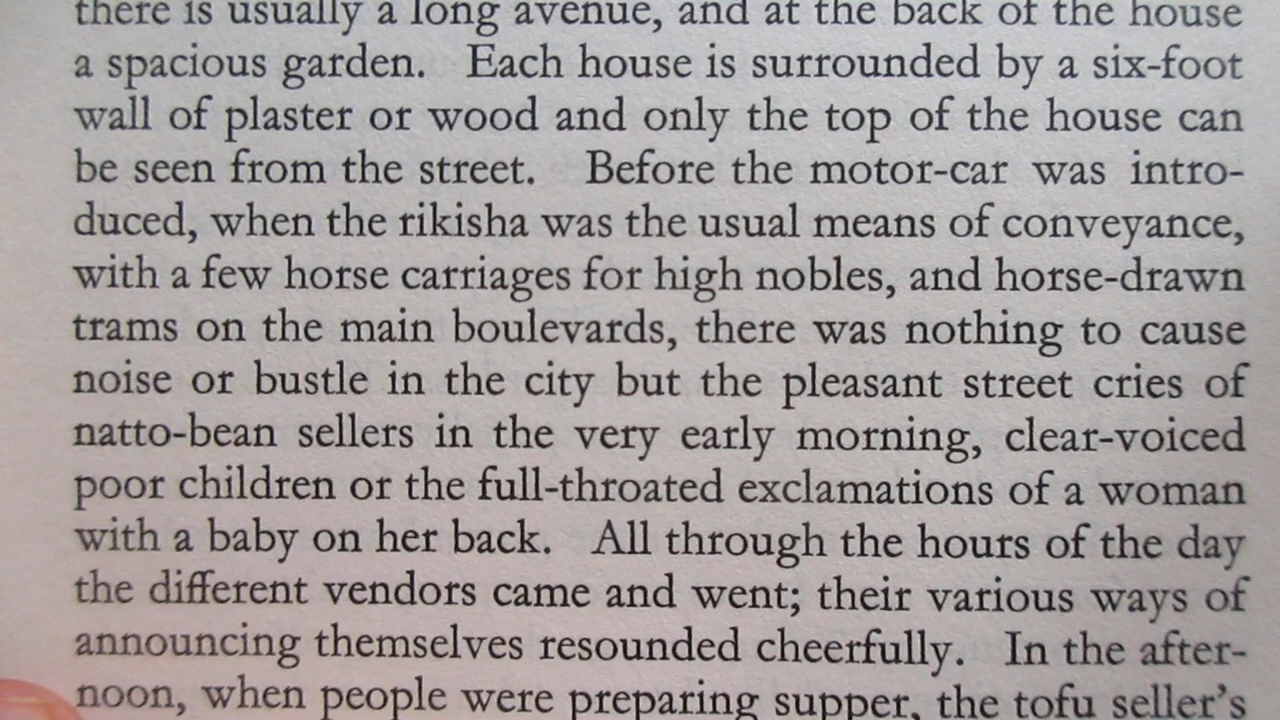 there is usually a long avenue, and at the back of the house
a spacious garden. Each house is surrounded by a six-foot
wall of plaster or wood and only the top of the house can
be seen from the street. Before the motor-car was intro-
duced, when the rikisha was the usual means of conveyance,
with a few horse carriages for high nobles, and horse-drawn
trams on the main boulevards, there was nothing to cause
noise or bustle in the city but the pleasant street cries of
natto-bean sellers in the very early morning, clear-voiced
poor children or the full-throated exclamations of a woman
with a baby on her back. All through the hours of the day
the different vendors came and went; their various ways of
announcing themselves resounded cheerfully. In the after-
noon, when people were preparing supper, the tofu seller's